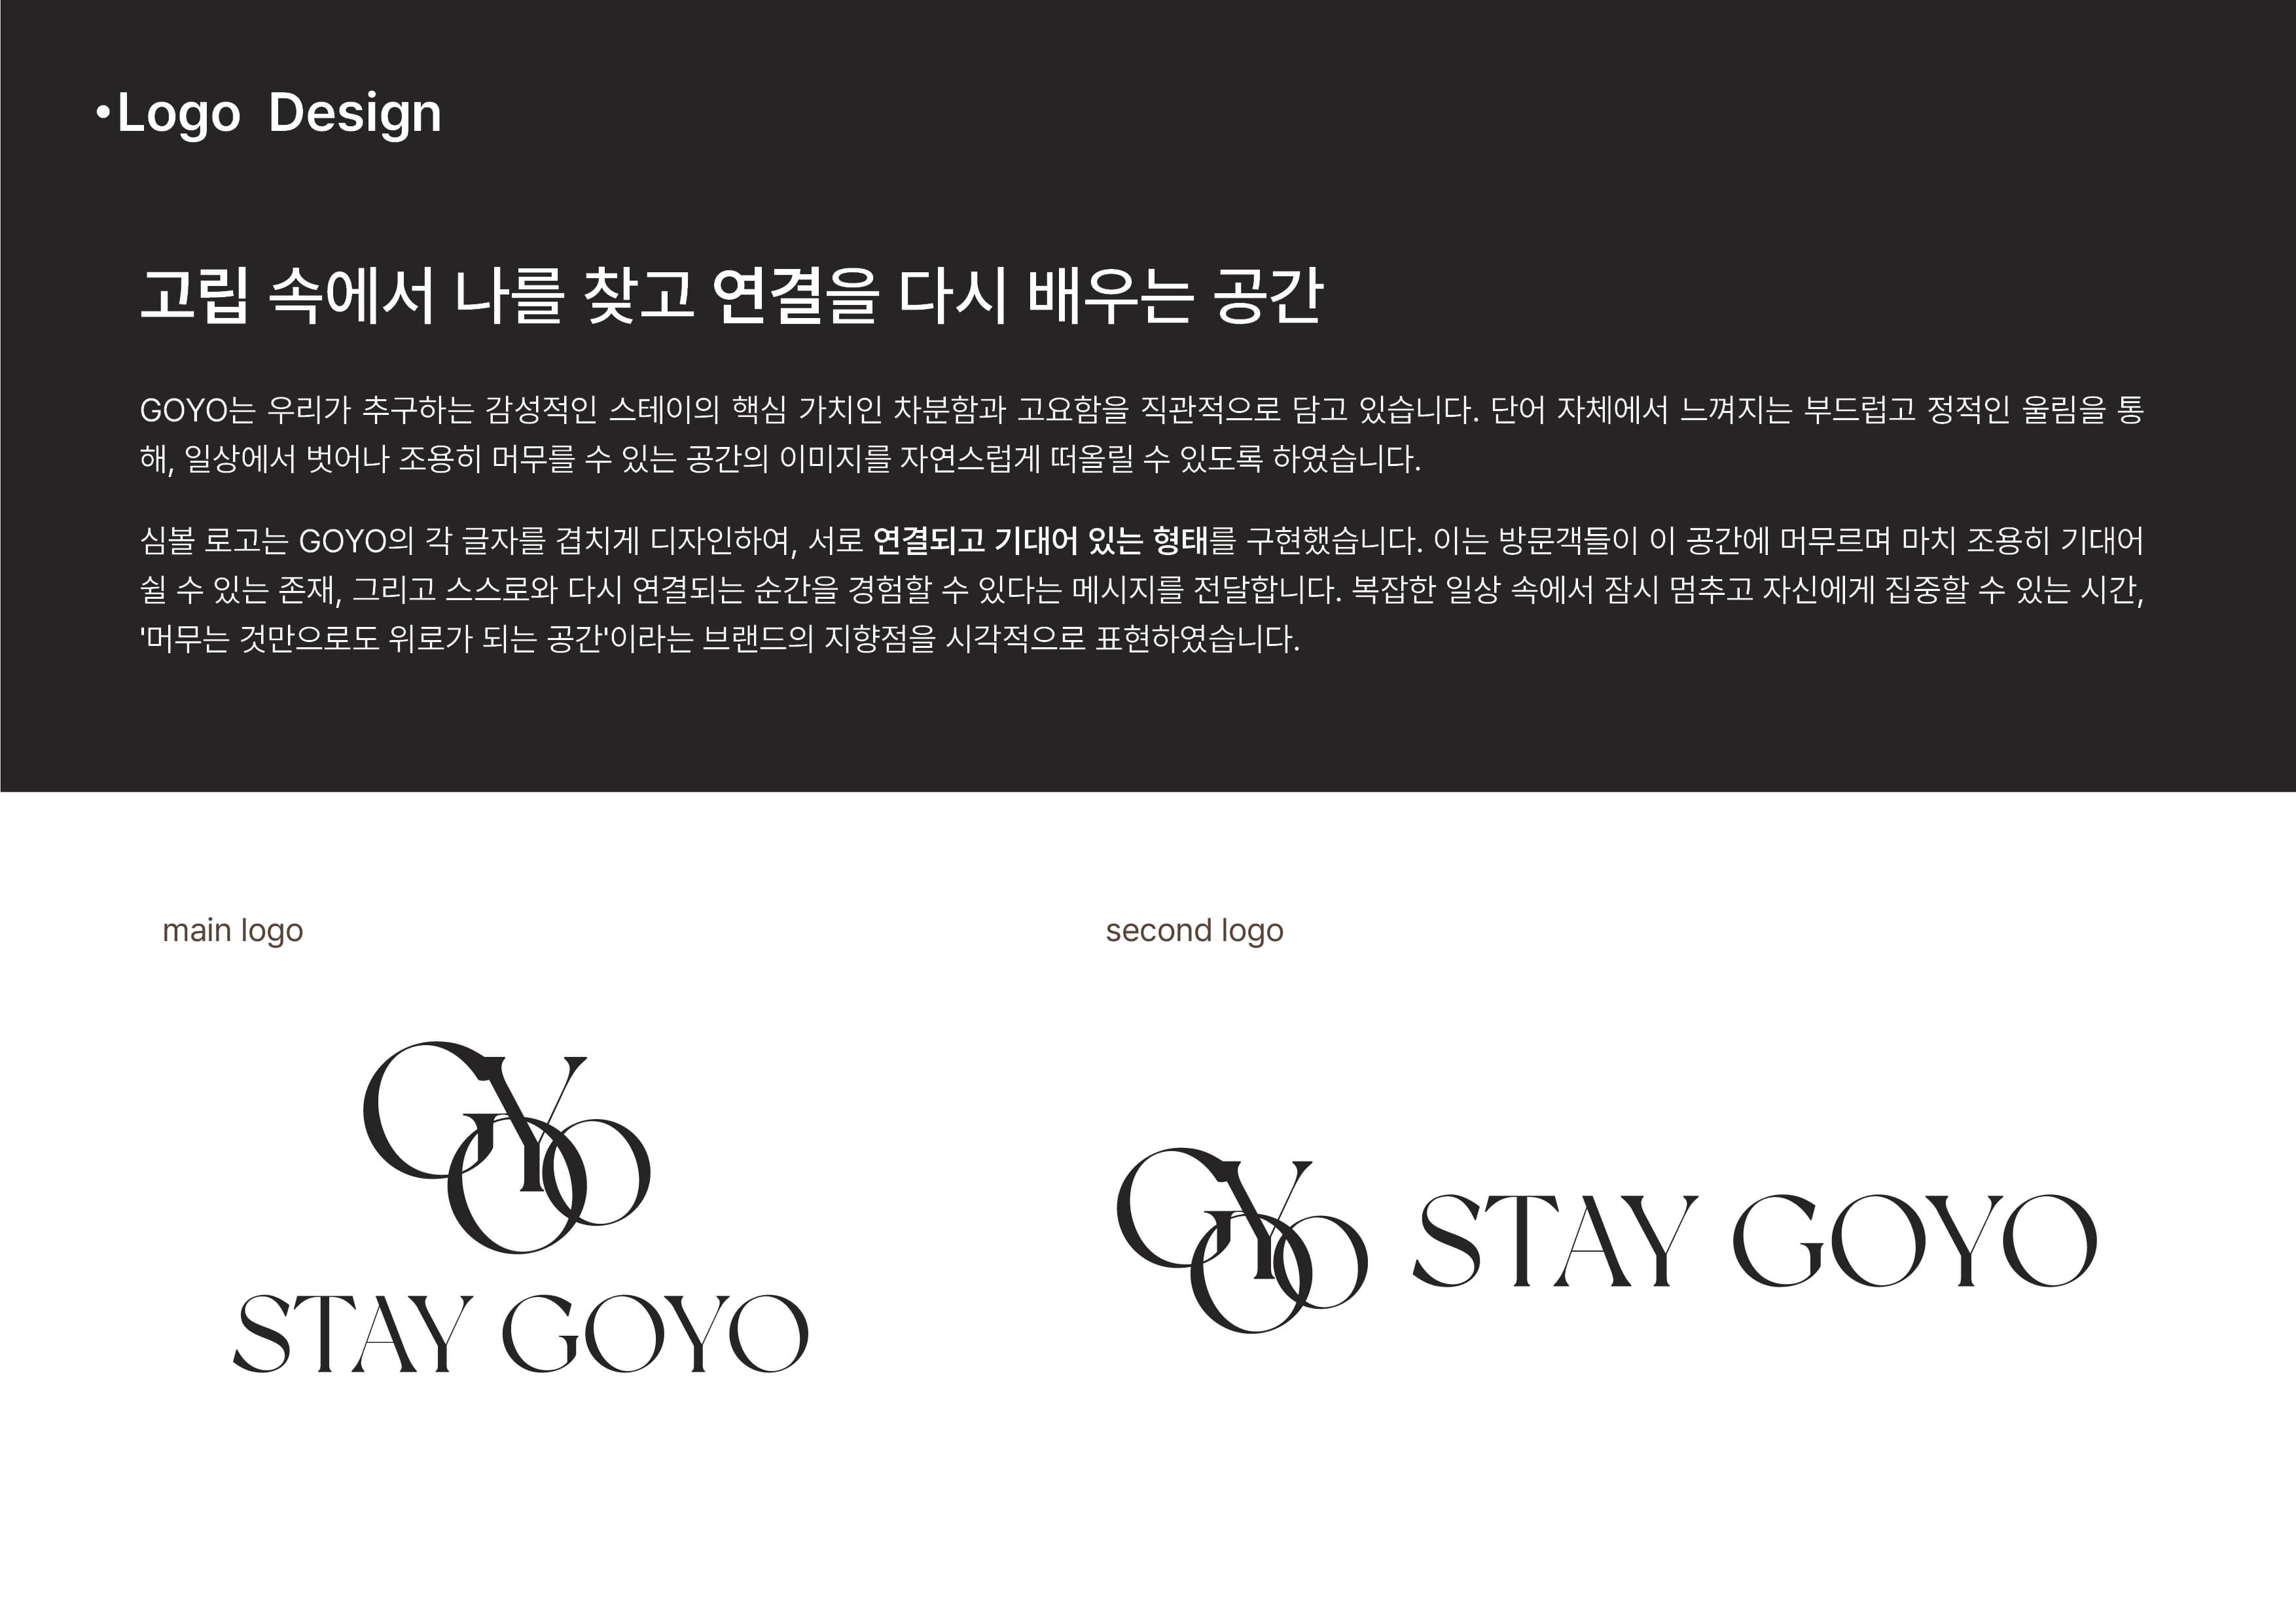 •Logo Design
고립 속에서 나를 찾고 연결을 다시 배우는 공간
GOYO는 우리가 추구하는 감성적인 스테이의 핵심 가치인 차분함과 고요함을 직관적으로 담고 있습니다. 단어 자체에서 느껴지는 부드럽고 정적인 울림을 통
해, 일상에서 벗어나 조용히 머무를 수 있는 공간의 이미지를 자연스럽게 떠올릴 수 있도록 하였습니다.
심볼 로고는 GOYO의 각 글자를 겹치게 디자인하여, 서로 연결되고 기대어 있는 형태를 구현했습니다. 이는 방문객들이 이 공간에 머무르며 마치 조용히 기대어
쉴 수 있는 존재, 그리고 스스로와 다시 연결되는 순간을 경험할 수 있다는 메시지를 전달합니다. 복잡한 일상 속에서 잠시 멈추고 자신에게 집중할 수 있는 시간,
'머무는 것만으로도 위로가 되는 공간'이라는 브랜드의 지향점을 시각적으로 표현하였습니다.
main logo
GOYO
STAY GOYO
second logo
GOYO
STAY GOYO